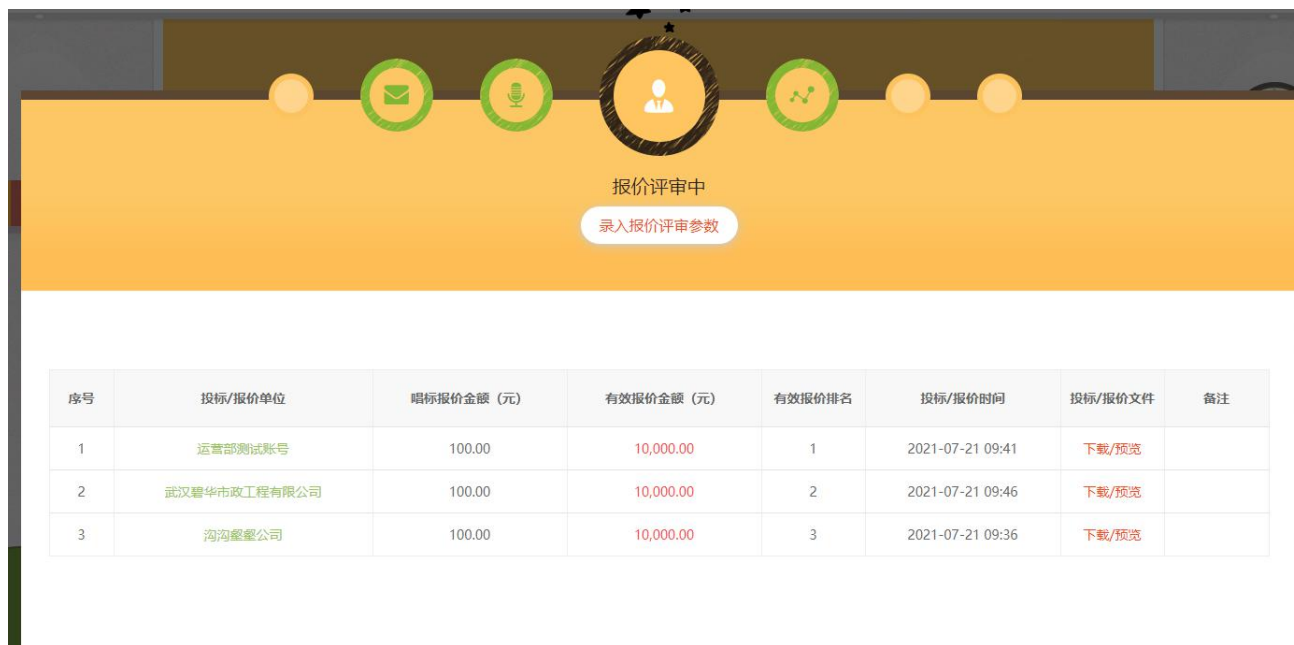 报价评审中
录入报价评审参数
序号 投标/报价单位 唱标报价金额（元） 有效报价金额（元） 有效报价排名 投标/报价时间 投标/报价文件 备注
1 运营部测试账号 100.00 10,000.00 1 2021-07-21 09:41 下载/预览
2 武汉碧华市政工程有限公司 100.00 10,000.00 2 2021-07-21 09:46 下载/预览
3 沟沟壑壑公司 100.00 10,000.00 3 2021-07-21 09:36 下载/预览